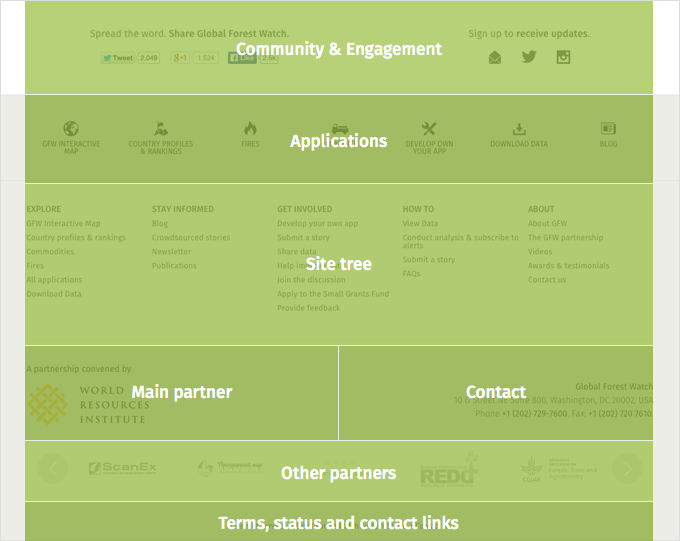 Spread the word. Share Global Forest Watch.
Sign up to receive updates.
Community & Engagement
Tweet 2,049 g+1 1,534 Like 2.5k
Applications
GFW INTERACTIVE MAP
COUNTRY PROFILES & RANKINGS
FIRES
DEVELOP OWN YOUR APP
DOWNLOAD DATA
BLOG
EXPLORE
GFW Interactive Map
Country profiles & rankings
Commodities
Fires
All applications
Download Data
STAY INFORMED
Blog
Crowdsourced stories
Newsletter
Publications
GET INVOLVED
Develop your own app
Submit a story
Share data
Help
Join the discussion
Apply to the Small Grants Fund
Provide feedback
Site tree
HOW TO
View Data
Conduct analysis & subscribe to
alerts
Submit a story
FAQs
ABOUT
About GFW
The GFW partnership
Videos
Awards & testimonials
Contact us
A partnership convened by
WORLD
RESOURCES
INSTITUTE
Main partner
Contact
Global Forest Watch
10 G Street NE Suite 800, Washington, DC 20002, USA
Phone +1 (202) 729-7600. Fax: +1 (202) 720 7610.
ScanEx
Other partners
REDD
CGIAR
Forests, Trees and
Agroforestry
Terms, status and contact links